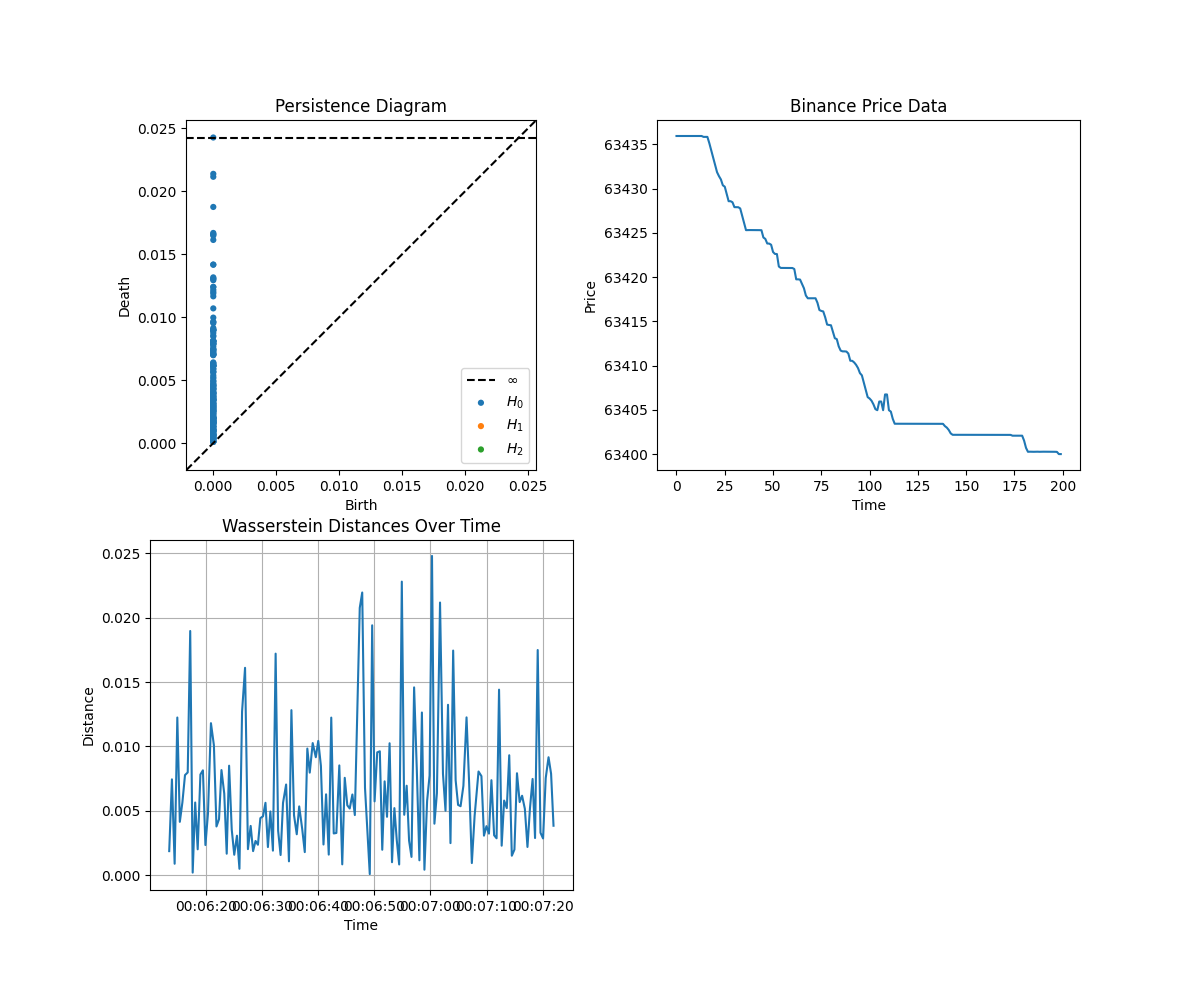 Persistence Diagram
0.025
0.020
0.015
0.010
0.005
0.000
Death
∞
H0
H1
H2
0.000 0.005 0.010 0.015 0.020 0.025
Birth
Binance Price Data
63435
63430
63425
63420
63415
63410
63405
63400
Price
0 25 50 75 100 125 150 175 200
Time
Wasserstein Distances Over Time
0.025
0.020
0.015
0.010
0.005
0.000
Distance
00:06:20 00:06:30 00:06:40 00:06:50 00:07:00 00:07:10 00:07:20
Time